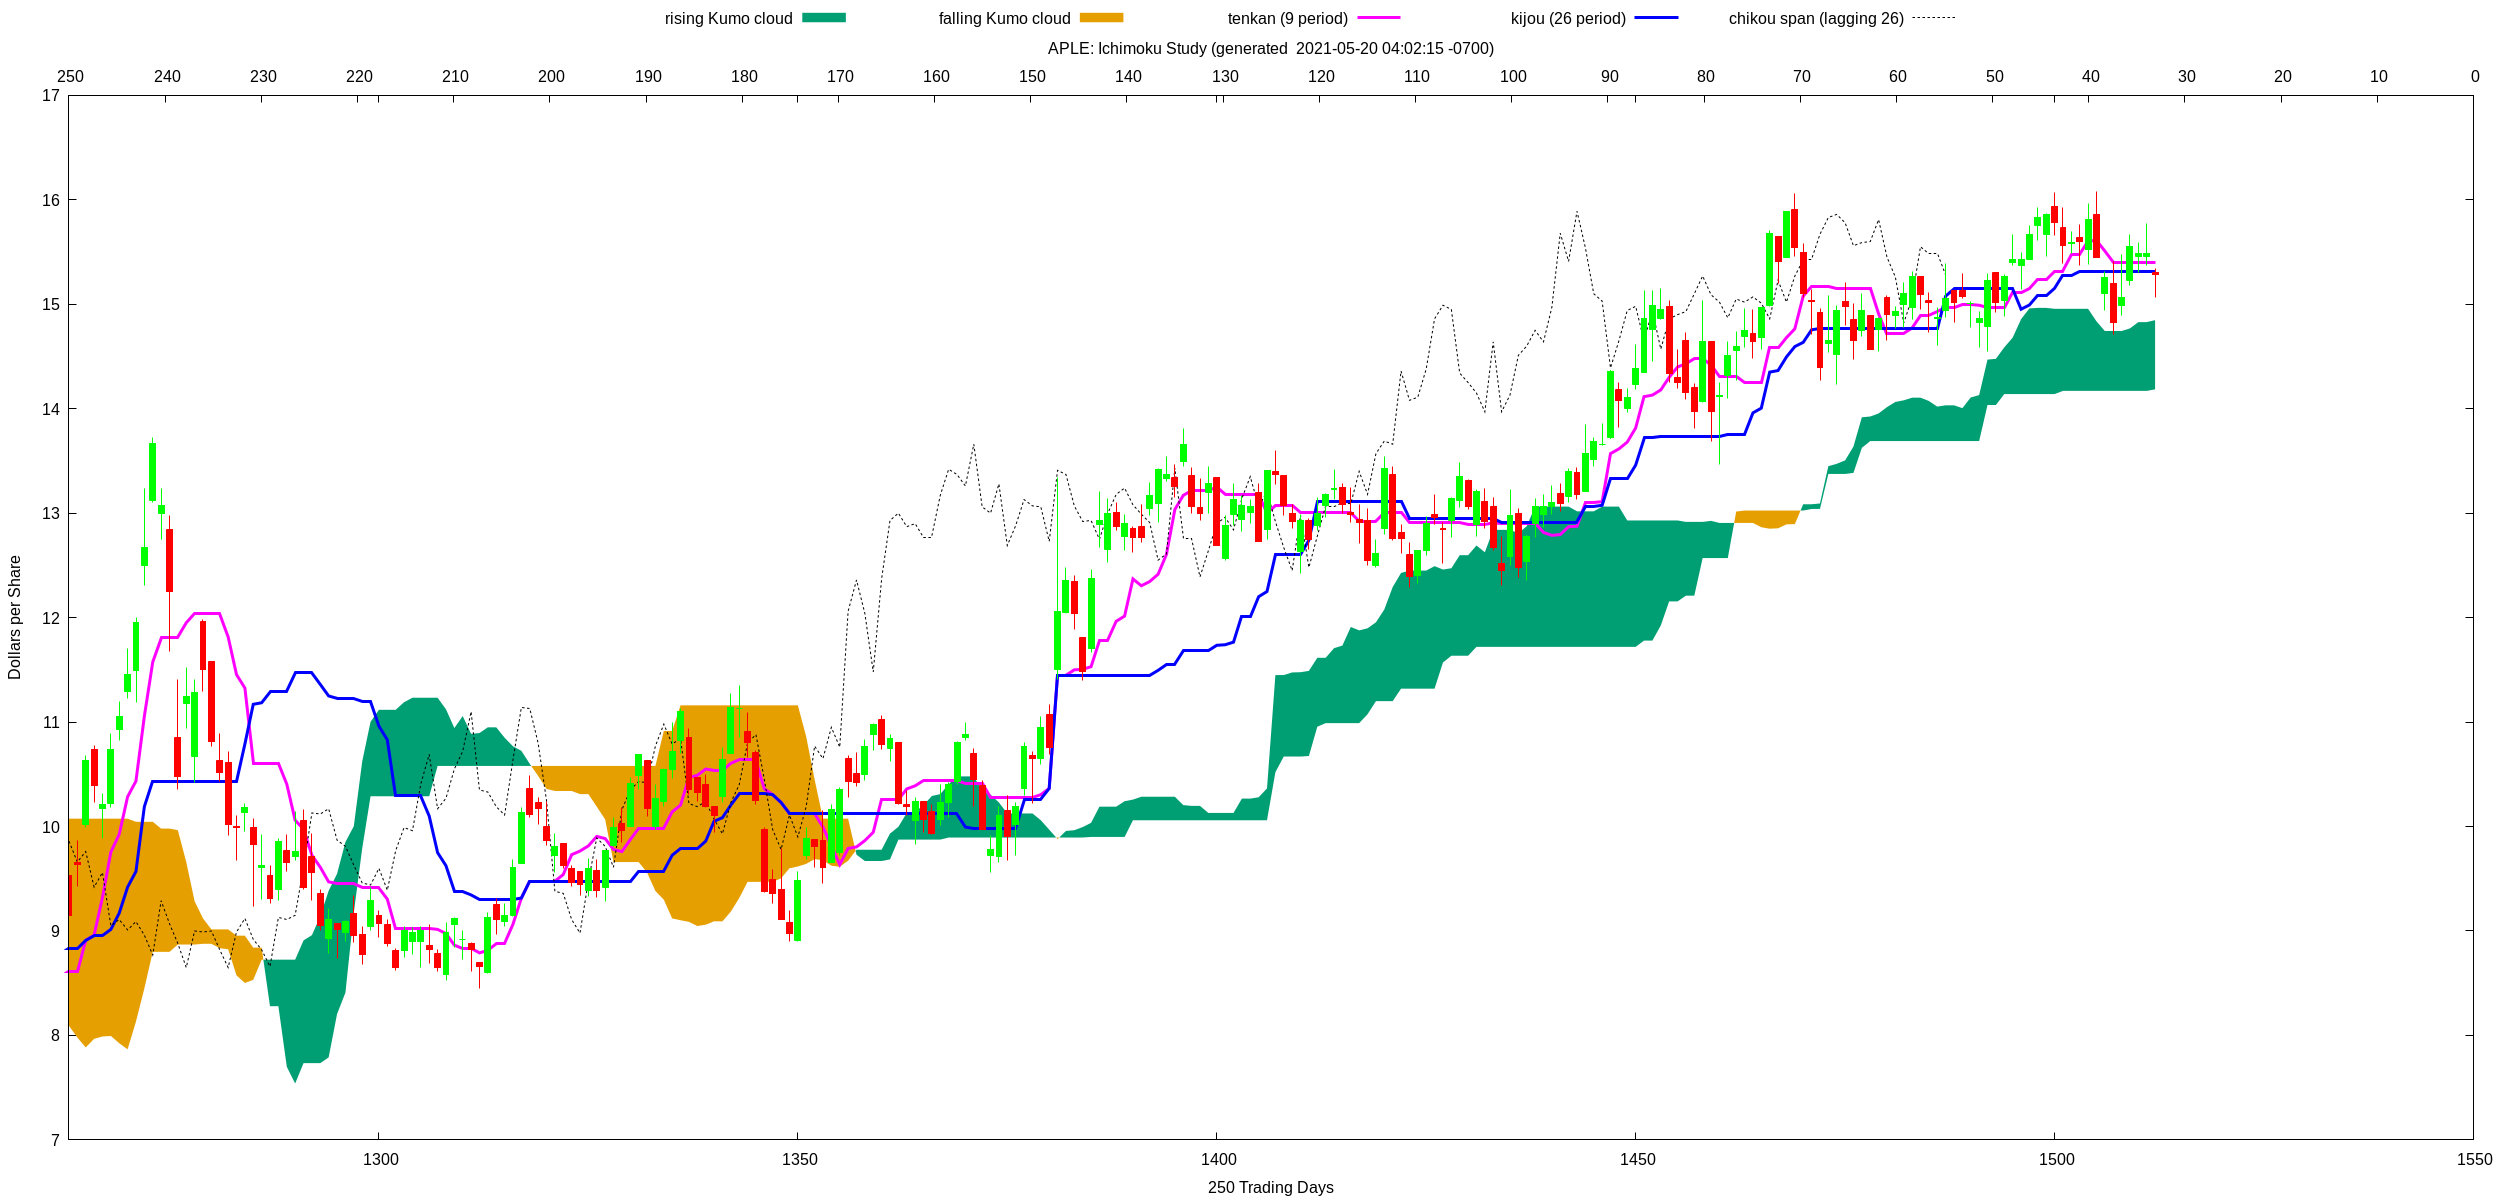 rising Kumo cloud falling Kumo cloud tenkan (9 period) kijou (26 period) chikou span (lagging 26)
APLE: Ichimoku Study (generated  2021-05-20 04:02:15 -0700)
250 240 230 220 210 200 190 180 170 160 150 140 130 120 110 100 90 80 70 60 50 40 30 20 10 0
17
16
15
14
13
12
11
10
9
8
7
Dollars per Share
1300 1350 1400 1450 1500 1550
250 Trading Days